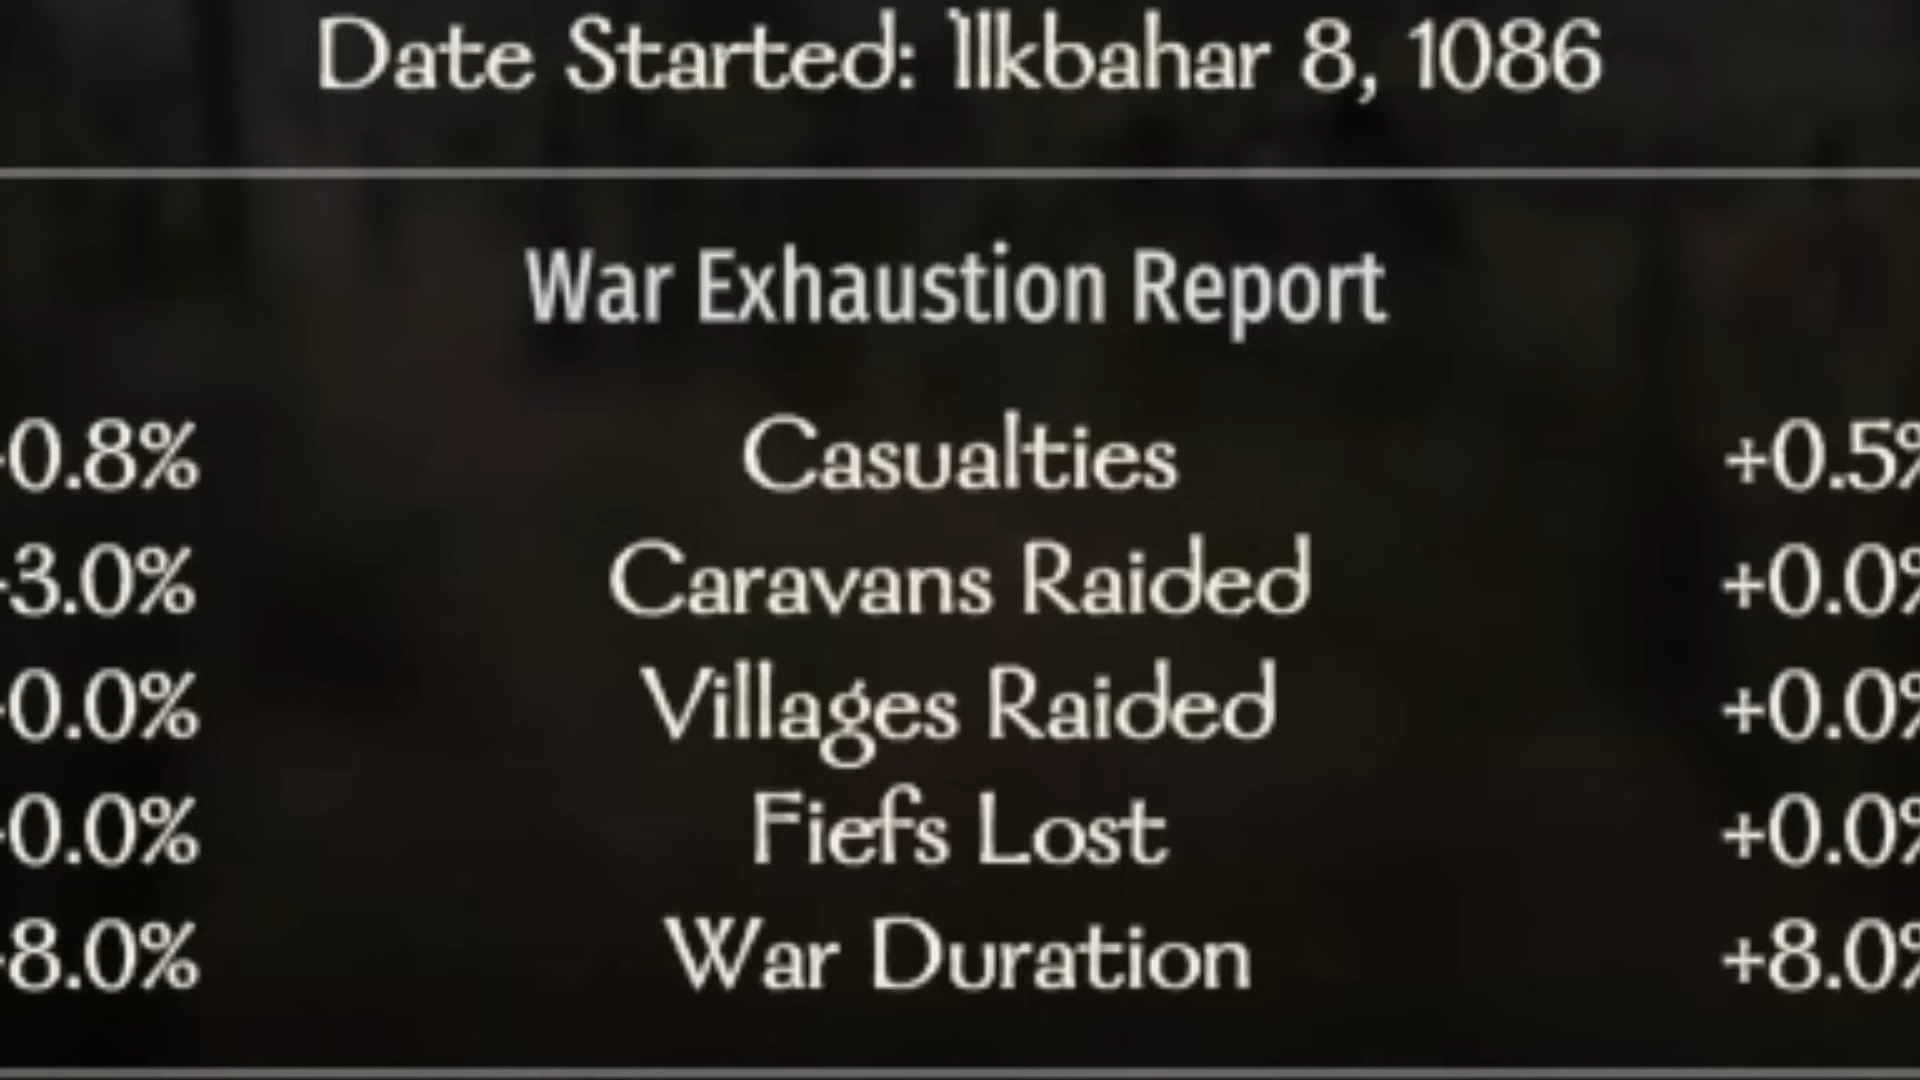 Date Started: İlkbahar 8, 1086
War Exhaustion Report
+0.8% Casualties +0.5%
+3.0% Caravans Raided +0.0%
+0.0% Villages Raided +0.0%
+0.0% Fiefs Lost +0.0%
+8.0% War Duration +8.0%